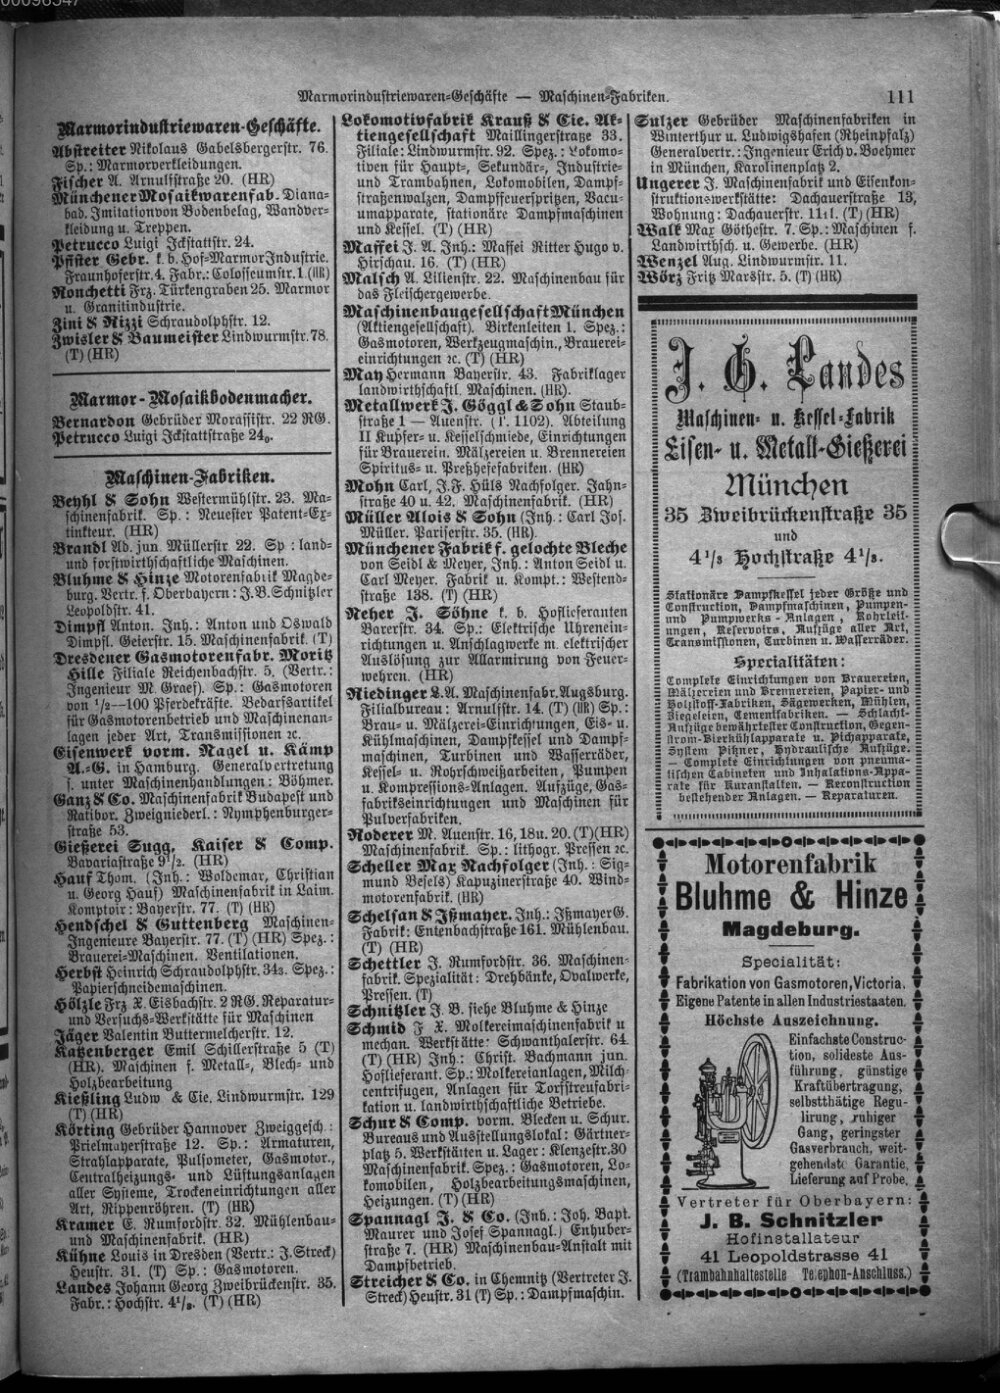 00098347
Marmorindustriewaren-Geschäfte — Maschinen-Fabriken.
111
Marmorindustriewaren-Geschäfte.
Abstreiter Nikolaus Gabelsbergerstr. 76.
Sp.: Marmorverkleidungen.
Fischer A. Arnulfstraße 20. (HR)
Münchener Mosaikwarenfab. Diana-
bad. Imitation von Bodenbelag, Wandver-
kleidung u. Treppen.
Petrucco Luigi Ickstattstr. 24.
Pfister Gebr. k. b. Hof-Marmor Industrie.
Fraunhoferstr. 4. Fabr.: Colosseumstr. 1. (HR)
Ronchetti Frz. Türkengraben 25. Marmor
u. Granitindustrie.
Zini & Rizzi Schraudolphstr. 12.
Zwisler & Baumeister Lindwurmstr. 78.
(T) (HR)
Marmor-Mosaikbodenmacher.
Bernardon Gebrüder Morassistr. 22 RG.
Petrucco Luigi Ickstattstraße 24₀.
Maschinen-Fabriken.
Beyhl & Sohn Westermühlstr. 23. Ma-
schinenfabrik. Sp.: Neuester Patent-Ex-
tinkteur. (HR)
Brandl Ad. jun. Müllerstr. 22. Sp.: land-
und forstwirthschaftliche Maschinen.
Bluhme & Hinze Motorenfabrik Magde-
burg. Vertr. f. Oberbayern: J. B. Schnitzler
Leopoldstr. 41.
Dimpfl Anton. Inh.: Anton und Oswald
Dimpfl. Geierstr. 15. Maschinenfabrik. (T)
Dresdener Gasmotorenfabr. Moritz
Hille Filiale Reichenbachstr. 5. (Vertr.:
Ingenieur M. Graef). Sp.: Gasmotoren
von 1/2--100 Pferdekräfte. Bedarfsartikel
für Gasmotorenbetrieb und Maschinenan-
lagen jeder Art, Transmissionen ꝛc.
Eisenwerk vorm. Nagel u. Kämp
A.-G. in Hamburg. Generalvertretung
s. unter Maschinenhandlungen: Böhmer.
Ganz & Co. Maschinenfabrik Budapest und
Ratibor. Zweigniederl.: Nymphenburger-
straße 53.
Gießerei Sugg, Kaiser & Comp.
Bavariastraße 9 1/2. (HR)
Hauf Thom. (Inh.: Woldemar, Christian
u. Georg Hauf) Maschinenfabrik in Laim.
Komptoir: Bayerstr. 77. (T) (HR)
Hendschel & Guttenberg Maschinen-
Ingenieure Bayerstr. 77. (T) (HR) Spez.:
Brauerei-Maschinen. Ventilationen.
Herbst Heinrich Schraudolphstr. 34₃. Spez.:
Papierschneidemaschinen.
Hölzle Frz. X. Eisbachstr. 2 RG. Reparatur-
und Versuchs-Werkstätte für Maschinen
Jäger Valentin Buttermelcherstr. 12.
Katzenberger Emil Schillerstraße 5 (T)
(HR). Maschinen f. Metall-, Blech- und
Holzbearbeitung
Kießling Ludw. & Cie. Lindwurmstr. 129
(T) (HR)
Körting Gebrüder Hannover Zweiggesch.:
Prielmayerstraße 12. Sp.: Armaturen,
Strahlapparate, Pulsometer, Gasmotor.,
Centralheizungs- und Lüftungsanlagen
aller Systeme, Trockeneinrichtungen aller
Art, Rippenröhren. (T) (HR)
Kramer E. Rumfordstr. 32. Mühlenbau-
und Maschinenfabrik. (HR)
Kühne Louis in Dresden (Vertr.: J. Streck)
Heustr. 31. (T) Sp.: Gasmotoren.
Landes Johann Georg Zweibrückenstr. 35.
Fabr.: Hochstr. 4 1/3. (T) (HR)
Lokomotivfabrik Krauß & Cie. Ak-
tiengesellschaft Maillingerstraße 33.
Filiale: Lindwurmstr. 92. Spez.: Lokomo-
tiven für Haupt-, Sekundär-, Industrie-
und Trambahnen, Lokomobilen, Dampf-
straßenwalzen, Dampffeuerspritzen, Vacu-
umapparate, stationäre Dampfmaschinen
und Kessel. (T) (HR)
Maffei J. A. Inh.: Maffei Ritter Hugo v.
Hirschau. 16. (T) (HR)
Malsch A. Lilienstr. 22. Maschinenbau für
das Fleischergewerbe.
Maschinenbaugesellschaft München
(Aktiengesellschaft). Birkenleiten 1. Spez.:
Gasmotoren, Werkzeugmaschin., Brauerei-
einrichtungen ꝛc. (T) (HR)
May Hermann Bayerstr. 43. Fabriklager
landwirthschaftl. Maschinen. (HR).
Metallwerk J. Göggl & Sohn Staub-
straße 1 — Auenstr. (T. 1102). Abteilung
II Kupfer- u. Kesselschmiede, Einrichtungen
für Brauerein. Mälzereien u. Brennereien
Spiritus- u. Preßhefefabriken. (HR)
Mohn Carl, J. F. Hüls Nachfolger. Jahn-
straße 40 u. 42. Maschinenfabrik. (HR)
Müller Alois & Sohn (Inh.: Carl Jos.
Müller. Pariserstr. 35. (HR).
Münchener Fabrik f. gelochte Bleche
von Seidl & Meyer, Inh.: Anton Seidl u.
Carl Meyer. Fabrik u. Kompt.: Westend-
straße 138. (T) (HR)
Neher J. Söhne k. b. Hoflieferanten
Barerstr. 34. Sp.: Elektrische Uhrenein-
richtungen u. Anschlagwerke m. elektrischer
Auslösung zur Allarmirung von Feuer-
wehren. (HR)
Riedinger L. A. Maschinenfabr. Augsburg.
Filialbureau: Arnulfstr. 14. (T) (HR) Sp.:
Brau- u. Mälzerei-Einrichtungen, Eis- u.
Kühlmaschinen, Dampfkessel und Dampf-
maschinen, Turbinen und Wasserräder,
Kessel- u. Rohrschweißarbeiten, Pumpen
u. Kompressions-Anlagen. Aufzüge, Gas-
fabrikseinrichtungen und Maschinen für
Pulverfabriken.
Roderer M. Auenstr. 16, 18 u. 20. (T) (HR)
Maschinenfabrik. Sp.: lithogr. Pressen ꝛc.
Scheller Max Nachfolger (Inh.: Sig-
mund Besels) Kapuzinerstraße 40. Wind-
motorenfabrik. (HR)
Schelsan & Ißmayer. Inh.: Ißmayer G.
Fabrik: Entenbachstraße 161. Mühlenbau.
(T) (HR)
Schettler J. Rumfordstr. 36. Maschinen-
fabrik. Spezialität: Drehbänke, Ovalwerke,
Pressen. (T)
Schnitzler J. B. siehe Bluhme & Hinze
Schmid F. X. Molkereimaschinenfabrik u.
mechan. Werkstätte: Schwanthalerstr. 64.
(T) (HR) Inh.: Christ. Bachmann jun.
Hoflieferant. Sp.: Molkereianlagen, Milch-
centrifugen, Anlagen für Torfstreufabri-
kation u. landwirthschaftliche Betriebe.
Schur & Comp. vorm. Blecken u. Schur.
Bureaus und Ausstellungslokal: Gärtner-
platz 5. Werkstätten u. Lager: Klenzestr. 30
Maschinenfabrik. Spez.: Gasmotoren, Lo-
komobilen, Holzbearbeitungsmaschinen,
Heizungen. (T) (HR)
Spannagl J. & Co. (Inh.: Joh. Bapt.
Maurer und Josef Spannagl.) Enhuber-
straße 7. (HR) Maschinenbau-Anstalt mit
Dampfbetrieb.
Streicher & Co. in Chemnitz (Vertreter J.
Streck) Heustr. 31 (T) Sp.: Dampfmaschin.
Sulzer Gebrüder Maschinenfabriken in
Winterthur u. Ludwigshafen (Rheinpfalz)
Generalvertr.: Ingenieur Erich v. Boehmer
in München, Karolinenplatz 2.
Ungerer J. Maschinenfabrik und Eisenkon-
struktionswerkstätte: Dachauerstraße 13,
Wohnung: Dachauerstr. 11₁l. (T) (HR)
Walk Max Göthestr. 7. Sp.: Maschinen f.
Landwirthsch. u. Gewerbe. (HR)
Wenzel Aug. Lindwurmstr. 11.
Wörz Fritz Marsstr. 5. (T) (HR)
J. G. Landes
Maschinen- u. Kessel-Fabrik
Eisen- u. Metall-Gießerei
München
35 Zweibrückenstraße 35
und
4 1/3 Hochstraße 4 1/3.
Stationäre Dampfkessel jeder Größe und
Construction, Dampfmaschinen, Pumpen-
und Pumpwerks-Anlagen, Rohrleit-
ungen, Reservoirs, Aufzüge aller Art,
Transmissionen, Turbinen u. Wasserräder.
Specialitäten:
Complete Einrichtungen von Brauereien,
Mälzereien und Brennereien, Papier- und
Holzstoff-Fabriken, Sägewerken, Mühlen,
Ziegeleien, Cementfabriken. — Schlacht-
Aufzüge bewährtester Construction, Gegen-
strom-Bierkühlapparate u. Pichapparate,
System Pitzner, Hydraulische Aufzüge.
— Complete Einrichtungen von pneuma-
tischen Cabineten und Inhalations-Appa-
rate für Kuranstalten. — Reconstruction
bestehender Anlagen. — Reparaturen.
Motorenfabrik
Bluhme & Hinze
Magdeburg.
Specialität:
Fabrikation von Gasmotoren, Victoria.
Eigene Patente in allen Industriestaaten.
Höchste Auszeichnung.
Einfachste Construc-
tion, solideste Aus-
führung, günstige
Kraftübertragung,
selbstthätige Regu-
lirung, ruhiger
Gang, geringster
Gasverbrauch, weit-
gehendste Garantie,
Lieferung auf Probe.
Vertreter für Oberbayern:
J. B. Schnitzler
Hofinstallateur
41 Leopoldstrasse 41
(Trambahnhaltestelle Telephon-Anschluss.)